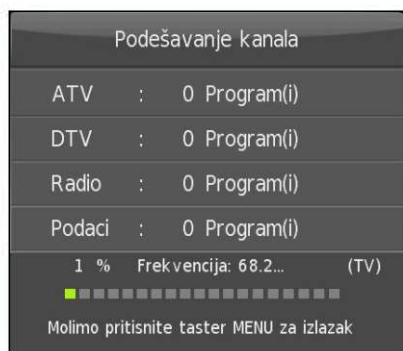 Podešavanje kanala
ATV : 0 Program(i)
DTV : 0 Program(i)
Radio : 0 Program(i)
Podaci : 0 Program(i)
1 % Frekvencija: 68.2... (TV)
Molimo pritisnite taster MENU za izlazak